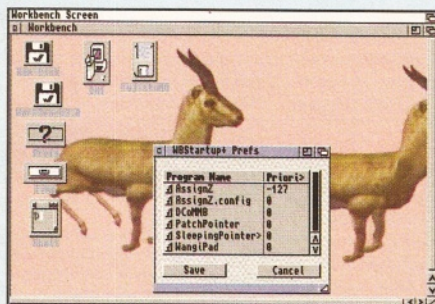 Workbench Screen
Workbench
WBStartup+ Prefs
Program Name Priori>
AssignZ -127
AssignZ.config 0
DCoMMB 0
PatchPointer 0
SleepingPointer> 0
WangiPad 0
Save Cancel